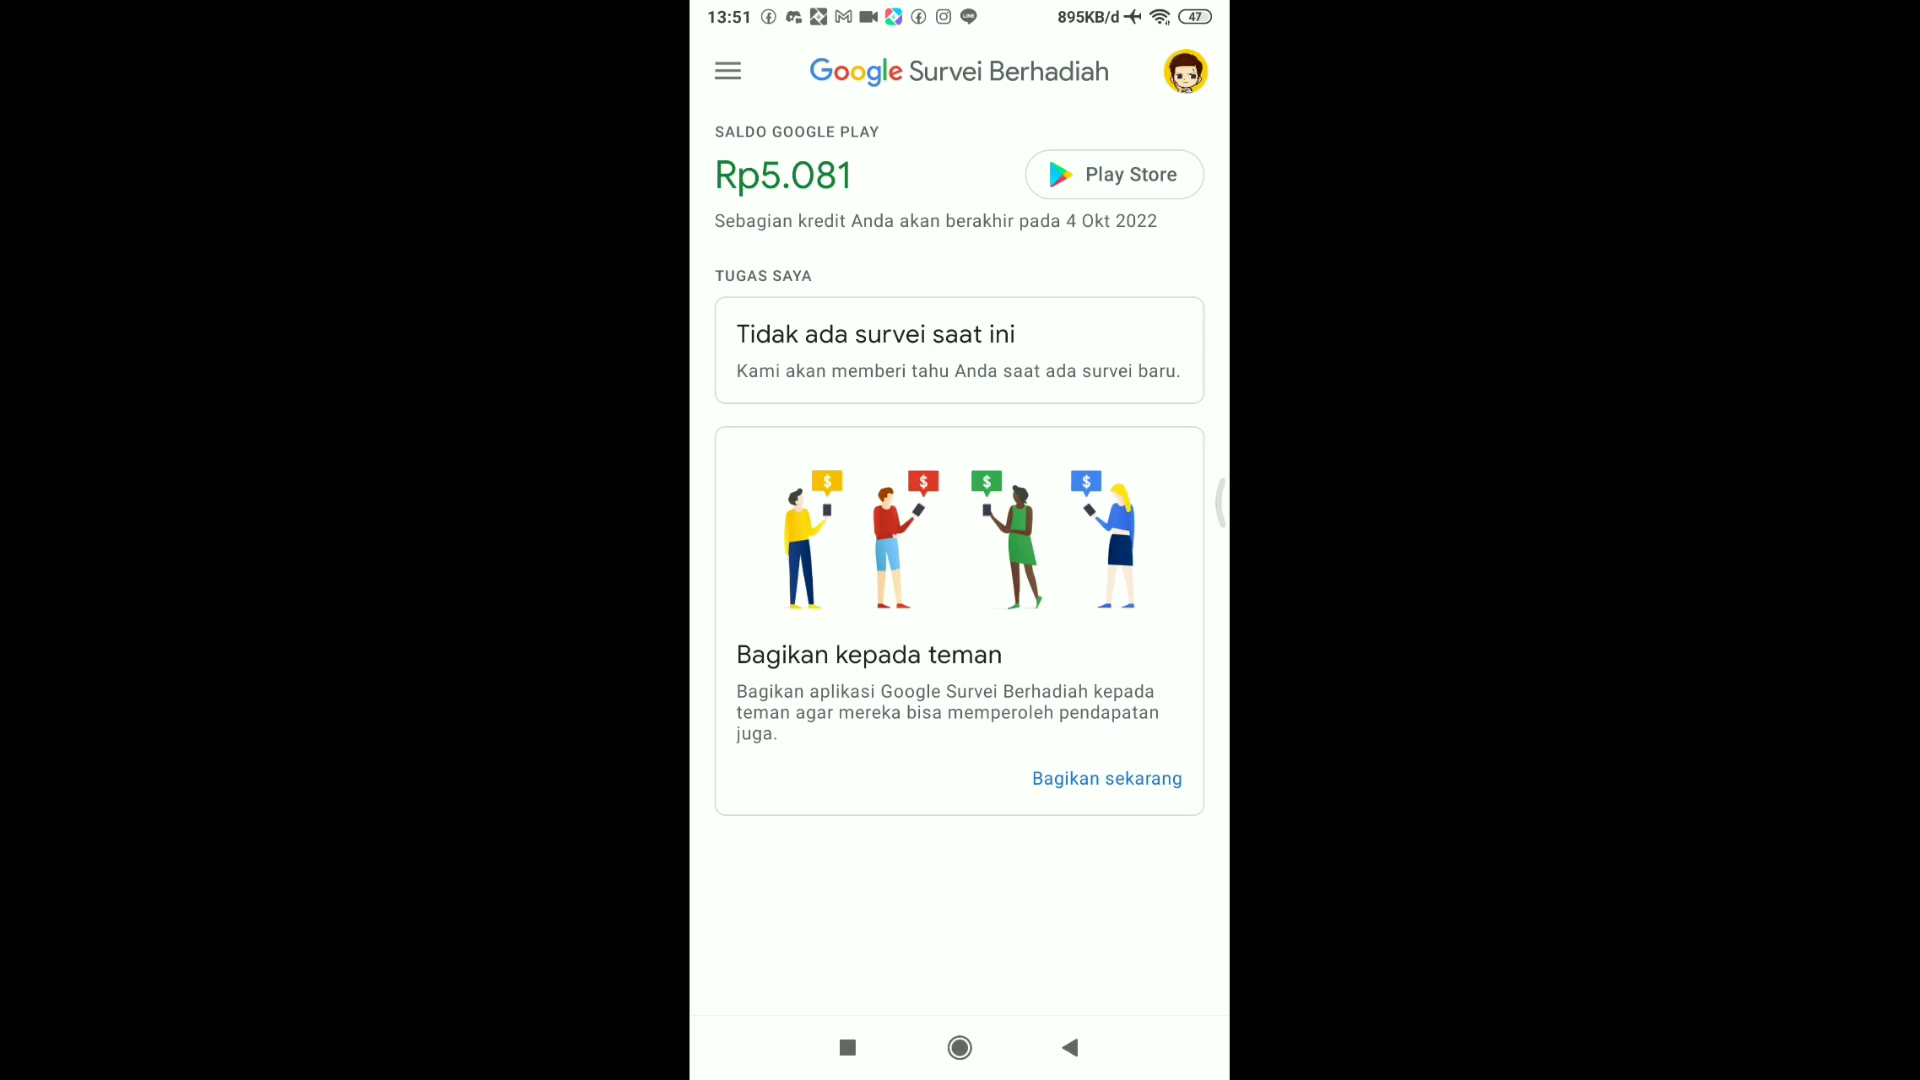 13:51 895KB/d 47
Google Survei Berhadiah
SALDO GOOGLE PLAY
Rp5.081
Play Store
Sebagian kredit Anda akan berakhir pada 4 Okt 2022
TUGAS SAYA
Tidak ada survei saat ini
Kami akan memberi tahu Anda saat ada survei baru.
$ $ $ $
Bagikan kepada teman
Bagikan aplikasi Google Survei Berhadiah kepada
teman agar mereka bisa memperoleh pendapatan
juga.
Bagikan sekarang